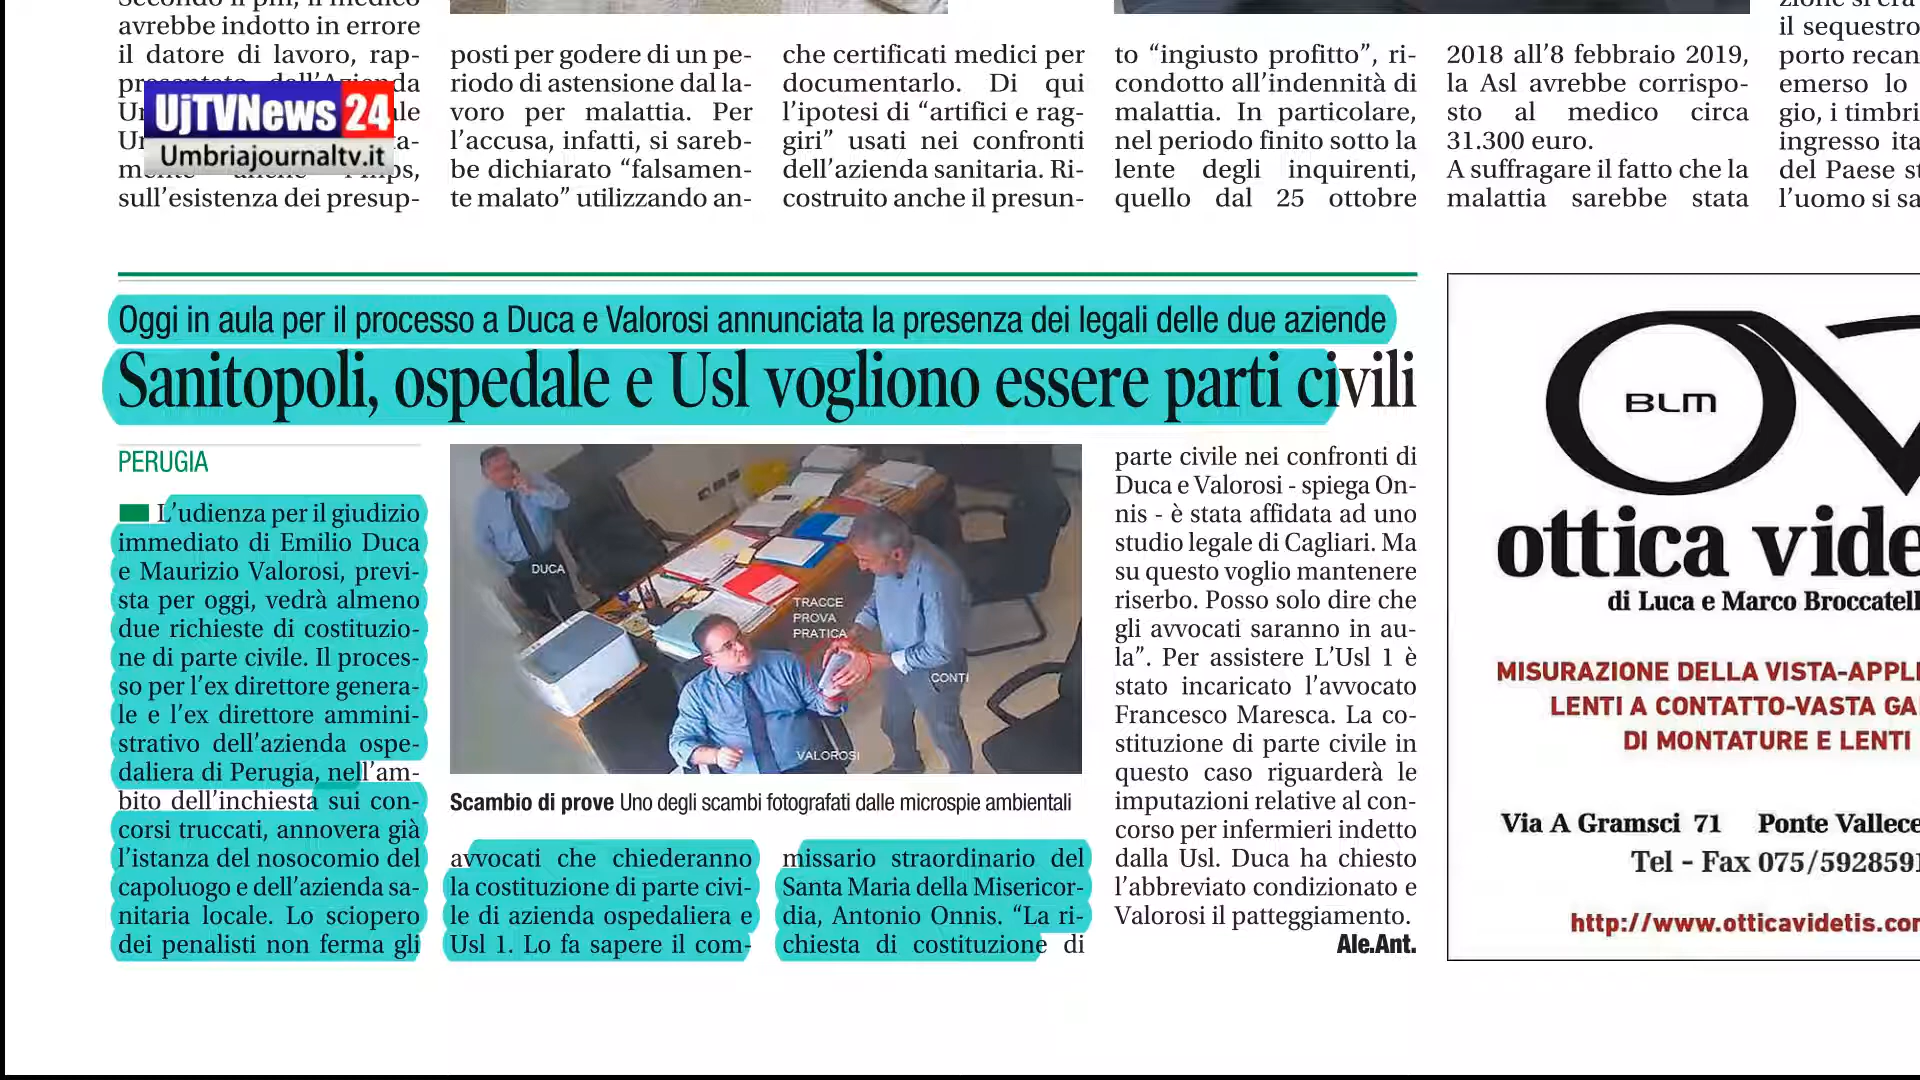 avrebbe indotto in errore
il datore di lavoro, rap-
sull'esistenza dei presup-
UjTVNews 24
Umbriajournaltv.it
posti per godere di un pe-
riodo di astensione dal la-
voro per malattia. Per
l'accusa, infatti, si sareb-
be dichiarato “falsamen-
te malato” utilizzando an-
che certificati medici per
documentarlo. Di qui
l'ipotesi di “artifici e rag-
giri” usati nei confronti
dell'azienda sanitaria. Ri-
costruito anche il presun-
to “ingiusto profitto”, ri-
condotto all'indennità di
malattia. In particolare,
nel periodo finito sotto la
lente degli inquirenti,
quello dal 25 ottobre
2018 all'8 febbraio 2019,
la Asl avrebbe corrispo-
sto al medico circa
31.300 euro.
A suffragare il fatto che la
malattia sarebbe stata
il sequestro
porto recan
emerso lo
gio, i timbri
ingresso ita
del Paese st
l'uomo si sa
Oggi in aula per il processo a Duca e Valorosi annunciata la presenza dei legali delle due aziende
Sanitopoli, ospedale e Usl vogliono essere parti civili
PERUGIA
L'udienza per il giudizio
immediato di Emilio Duca
e Maurizio Valorosi, previ-
sta per oggi, vedrà almeno
due richieste di costituzio-
ne di parte civile. Il proces-
so per l'ex direttore genera-
le e l'ex direttore ammini-
strativo dell'azienda ospe-
daliera di Perugia, nell'am-
bito dell'inchiesta sui con-
corsi truccati, annovera già
l'istanza del nosocomio del
capoluogo e dell'azienda sa-
nitaria locale. Lo sciopero
dei penalisti non ferma gli
DUCA
TRACCE
PROVA
PRATICA
CONTI
VALOROSI
Scambio di prove Uno degli scambi fotografati dalle microspie ambientali
avvocati che chiederanno
la costituzione di parte civi-
le di azienda ospedaliera e
Usl 1. Lo fa sapere il com-
missario straordinario del
Santa Maria della Misericor-
dia, Antonio Onnis. “La ri-
chiesta di costituzione di
parte civile nei confronti di
Duca e Valorosi - spiega On-
nis - è stata affidata ad uno
studio legale di Cagliari. Ma
su questo voglio mantenere
riserbo. Posso solo dire che
gli avvocati saranno in au-
la”. Per assistere L'Usl 1 è
stato incaricato l'avvocato
Francesco Maresca. La co-
stituzione di parte civile in
questo caso riguarderà le
imputazioni relative al con-
corso per infermieri indetto
dalla Usl. Duca ha chiesto
l'abbreviato condizionato e
Valorosi il patteggiamento.
Ale.Ant.
BLM
ottica vide
di Luca e Marco Broccatell
MISURAZIONE DELLA VISTA-APPLI
LENTI A CONTATTO-VASTA GA
DI MONTATURE E LENTI
Via A Gramsci 71 Ponte Vallece
Tel - Fax 075/5928591
http://www.otticavidetis.com